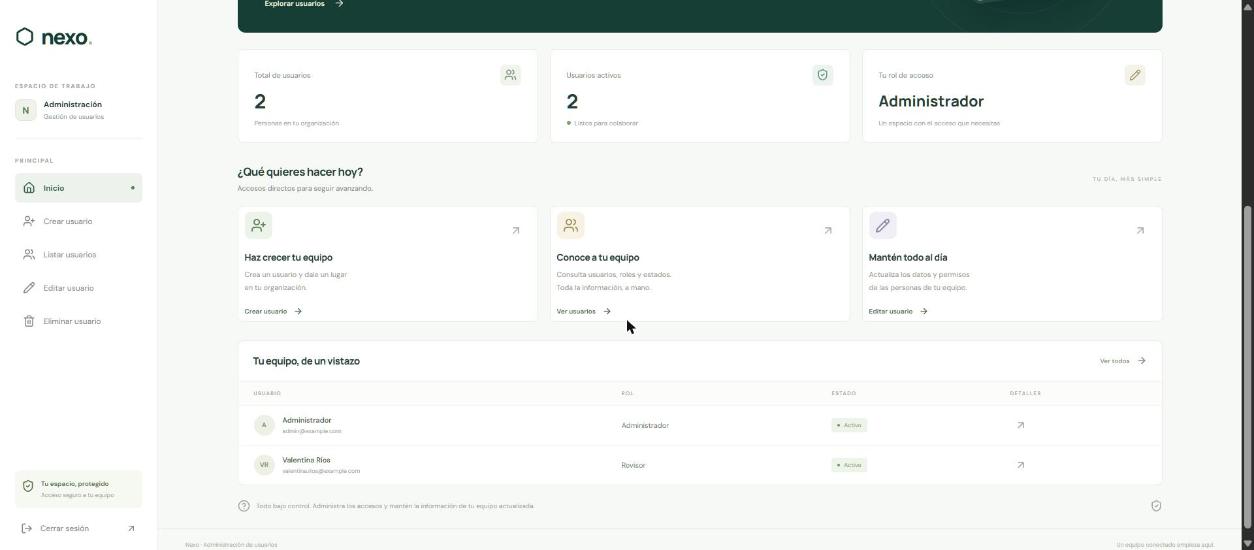 Explorar usuarios
nexo.
ESPACIO DE TRABAJO
N
Administración
Gestión de usuarios
PRINCIPAL
Inicio
Crear usuario
Listar usuarios
Editar usuario
Eliminar usuario
Tu espacio, protegido
Acceso seguro a tu equipo
Cerrar sesión
Total de usuarios
2
Personas en tu organización
Usuarios activos
2
Listos para colaborar
Tu rol de acceso
Administrador
Un espacio con el acceso que necesitas
¿Qué quieres hacer hoy?
Accesos directos para seguir avanzando.
TU DÍA, MÁS SIMPLE
Haz crecer tu equipo
Crea un usuario y dale un lugar
en tu organización.
Crear usuario
Conoce a tu equipo
Consulta usuarios, roles y estados.
Toda la información, a mano.
Ver usuarios
Mantén todo al día
Actualiza los datos y permisos
de las personas de tu equipo.
Editar usuario
Tu equipo, de un vistazo
Ver todos
USUARIO ROL ESTADO DETALLES
A Administrador Administrador Activo
admin@example.com
VR Valentina Ríos Revisor Activo
valentina.rios@example.com
Todo bajo control. Administra los accesos y mantén la información de tu equipo actualizada.
Nexo · Administración de usuarios
Un equipo conectado empieza aquí.